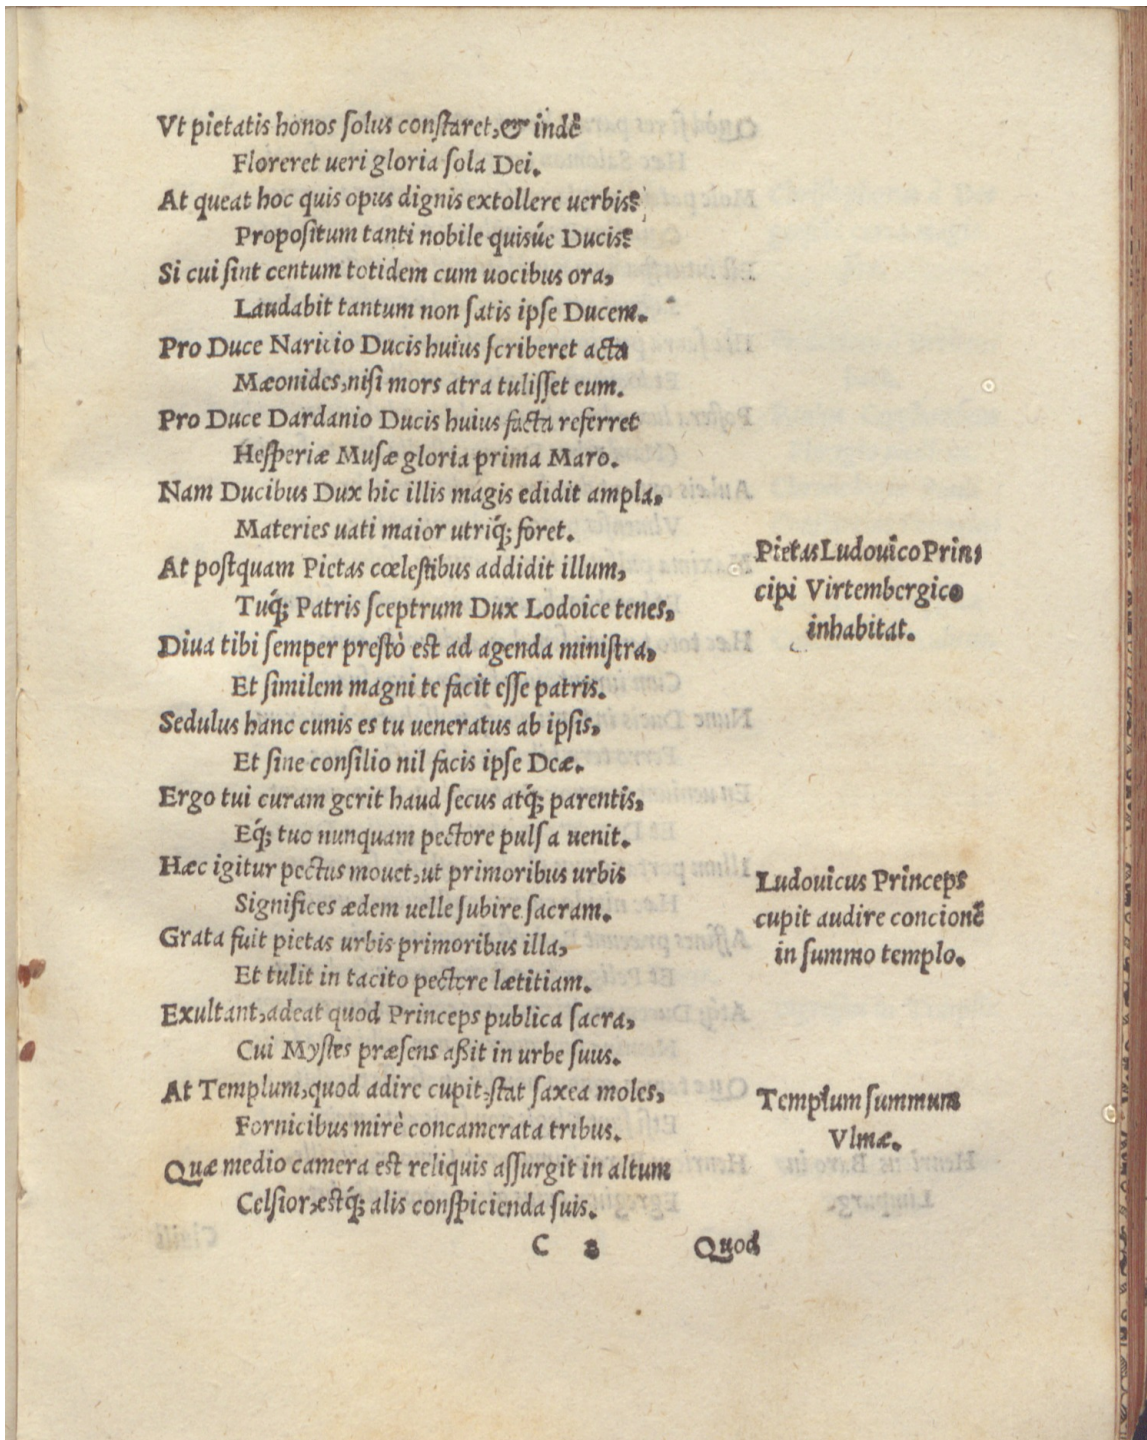 Vt pietatis honos solus constaret, & indè
Floreret ueri gloria sola Dei.
At queat hoc quis opus dignis extollere uerbis?
Propositum tanti nobile quisúe Ducis?
Si cui sint centum totidem cum uocibus ora,
Laudabit tantum non satis ipse Ducem.
Pro Duce Naricio Ducis huius scriberet acta
Mæonides, nisi mors atra tulisset eum.
Pro Duce Dardanio Ducis huius facta referret
Hesperiæ Musæ gloria prima Maro.
Nam Ducibus Dux hic illis magis edidit ampla,
Materies uati maior utriq́; foret.
At postquam Pietas cœlestibus addidit illum,
Tuq́; Patris sceptrum Dux Lodoice tenes,
Pietas Ludouico Prin,
cipi Virtembergico
inhabitat.
Diua tibi semper prestò est ad agenda ministra,
Et similem magni te facit esse patris.
Sedulus hanc cunis es tu ueneratus ab ipsis,
Et sine consilio nil facis ipse Deæ.
Ergo tui curam gerit haud secus atq́; parentis,
Eq́; tuo nunquam pectore pulsa uenit.
Hæc igitur pectus mouet, ut primoribus urbis
Significes ædem uelle subire sacram.
Ludouicus Princeps
cupit audire concionē
in summo templo.
Grata fuit pietas urbis primoribus illa,
Et tulit in tacito pectore lætitiam.
Exultant, adeat quod Princeps publica sacra,
Cui Mystes præsens aßit in urbe suus.
At Templum, quod adire cupit, stat saxea moles,
Fornicibus mirè concamerata tribus.
Templum summum
Vlmæ.
Quæ medio camera est reliquis assurgit in altum
Celsior, estq́; alis conspicienda suis.
C
Quod